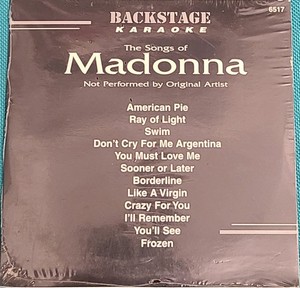 BACKSTAGE
KARAOKE
6517
The Songs of
Madonna
Not Performed by Original Artist
American Pie
Ray of Light
Swim
Don't Cry For Me Argentina
You Must Love Me
Sooner or Later
Borderline
Like A Virgin
Crazy For You
I'll Remember
You'll See
Frozen